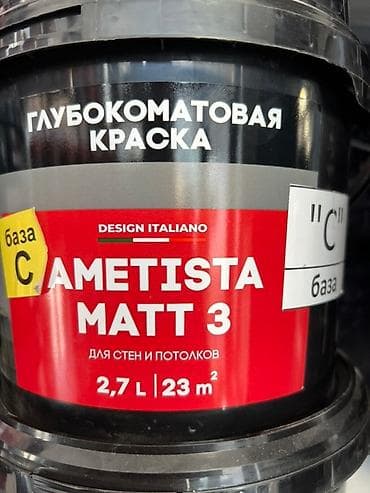 ГЛУБОКОМАТОВАЯ
КРАСКА
DESIGN ITALIANO
база
С
"С"
база
AMETISTA
MATT 3
ДЛЯ СТЕН И ПОТОЛКОВ
2,7 L | 23 m²